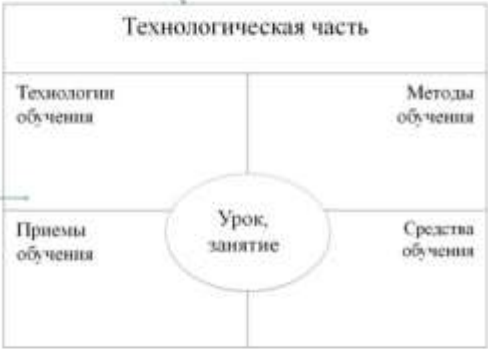 Технологическая часть
Технологии
обучения
Методы
обучения
Урок,
занятие
Приемы
обучения
Средства
обучения